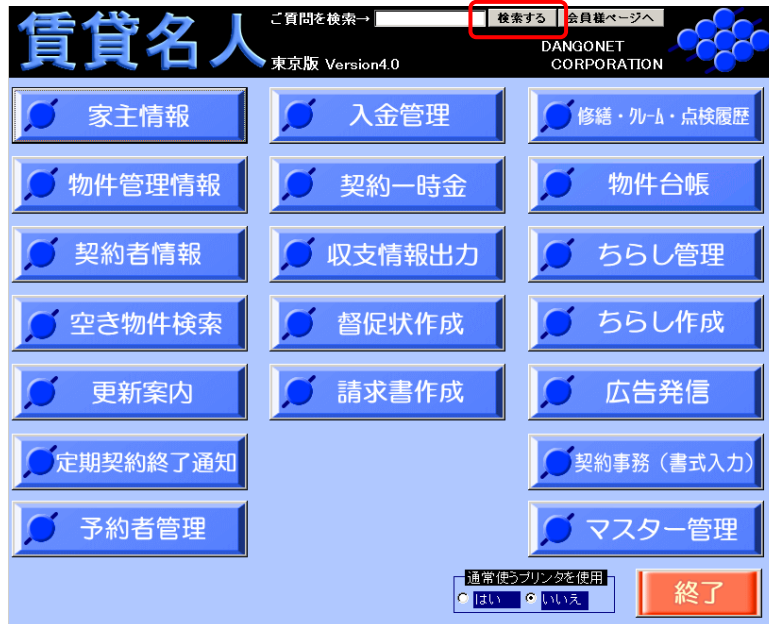 賃貸名人
ご質問を検索→ 検索する 会員様ページへ
東京版 Version4.0
DANGONET
CORPORATION
家主情報 入金管理 修繕・クレーム・点検履歴
物件管理情報 契約一時金 物件台帳
契約者情報 収支情報出力 ちらし管理
空き物件検索 督促状作成 ちらし作成
更新案内 請求書作成 広告発信
定期契約終了通知 契約事務（書式入力）
予約者管理 マスター管理
通常使うプリンタを使用
はい いいえ
終了